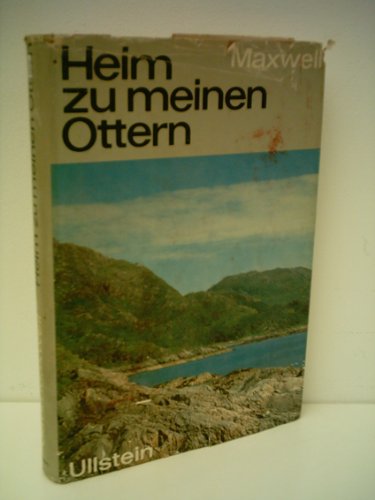 Maxwell
Heim
zu meinen
Ottern
Ullstein